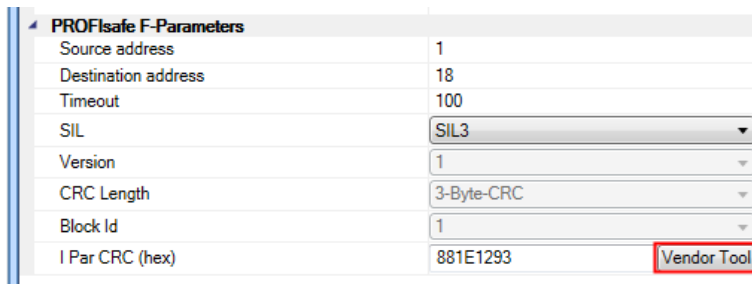 PROFIsafe F-Parameters
Source address 1
Destination address 18
Timeout 100
SIL SIL3
Version 1
CRC Length 3-Byte-CRC
Block Id 1
I Par CRC (hex) 881E1293 Vendor Tool